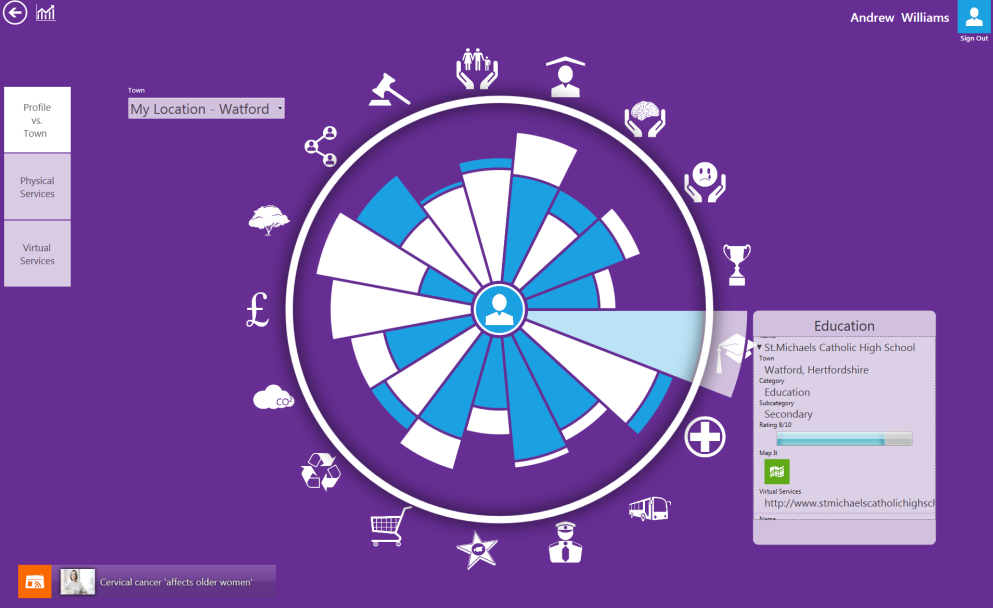 Andrew Williams
Sign Out
Profile
vs.
Town
Physical
Services
Virtual
Services
Town
My Location - Watford
£
CO²
Education
St.Michaels Catholic High School
Town
Watford, Hertfordshire
Category
Education
Subcategory
Secondary
Rating 8/10
Map It
Virtual Services
http://www.stmichaelscatholichighsch
Name
Cervical cancer 'affects older women'